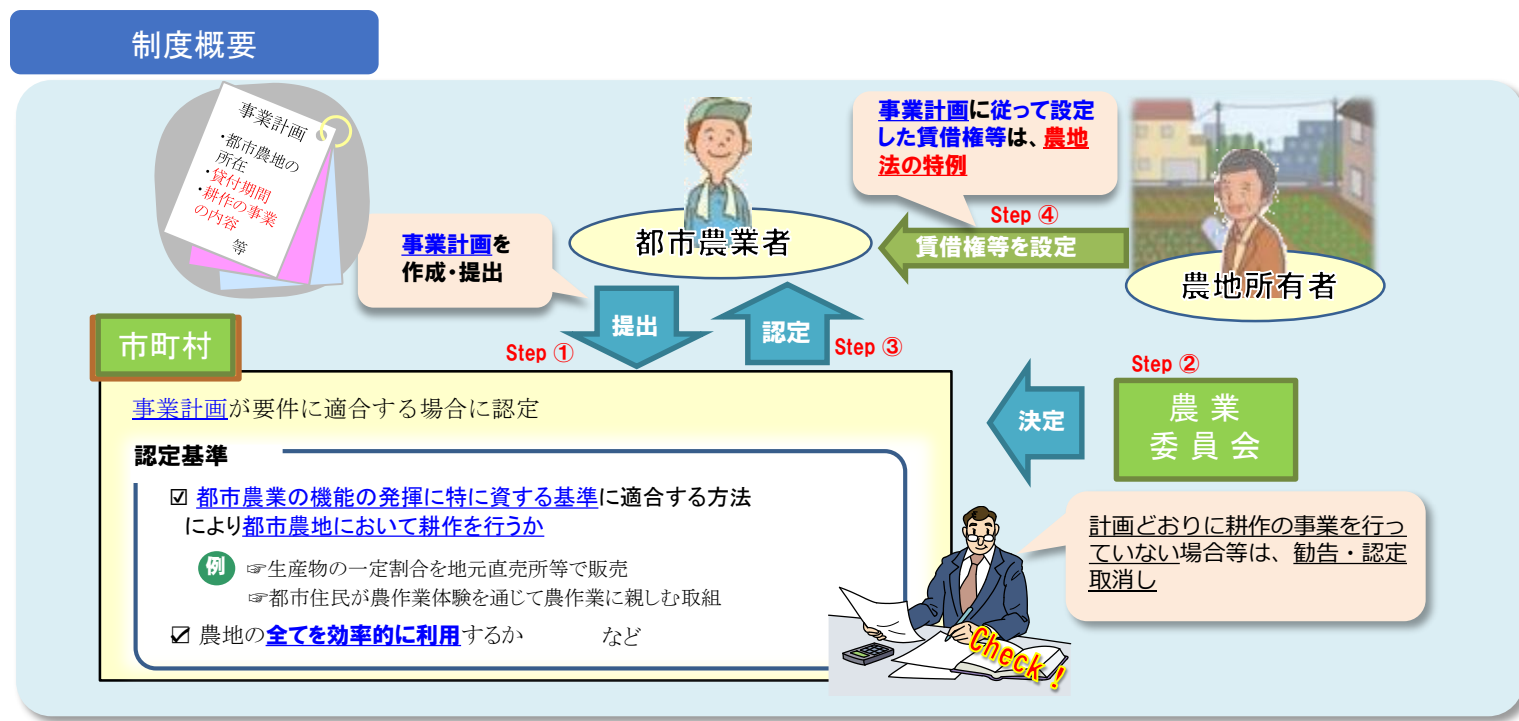 制度概要
事業計画
・都市農地の
所在
・貸付期間
・耕作の事業
の内容
等
事業計画を
作成・提出
都市農業者
事業計画に従って設定
した賃借権等は、農地
法の特例
Step ④
賃借権等を設定
農地所有者
市町村
Step ①
提出
認定
Step ③
Step ②
農 業
委 員 会
決定
事業計画が要件に適合する場合に認定
認定基準
☑ 都市農業の機能の発揮に特に資する基準に適合する方法
により都市農地において耕作を行うか
例 ☞生産物の一定割合を地元直売所等で販売
☞都市住民が農作業体験を通じて農作業に親しむ取組
☑ 農地の全てを効率的に利用するか など
計画どおりに耕作の事業を行っ
ていない場合等は、勧告・認定
取消し
Check！